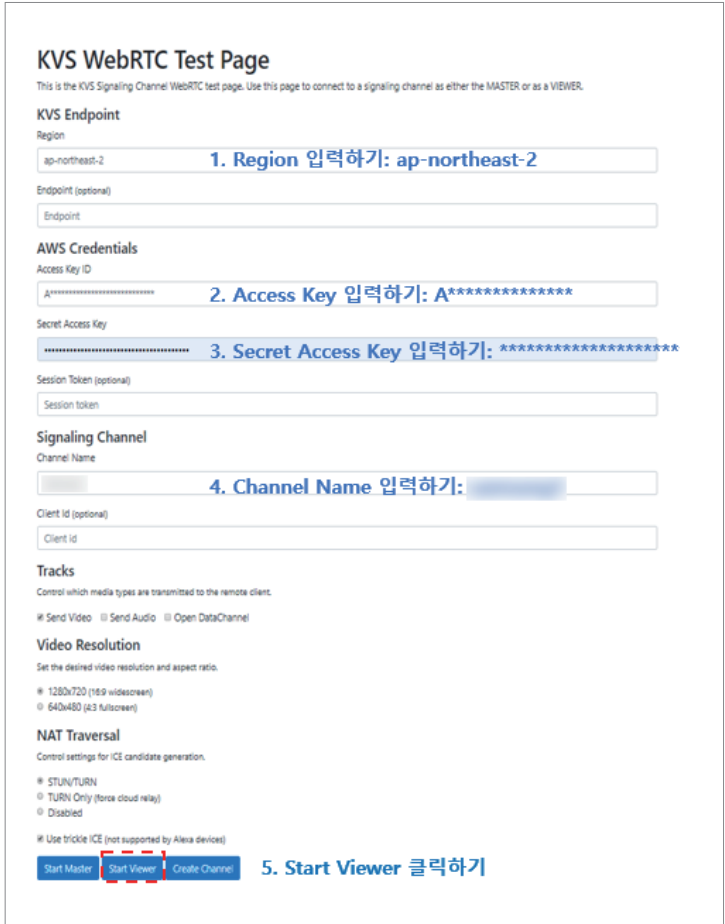 KVS WebRTC Test Page
This is the KVS Signaling Channel WebRTC test page. Use this page to connect to a signaling channel as either the MASTER or as a VIEWER.
KVS Endpoint
Region
ap-northeast-2 1. Region 입력하기: ap-northeast-2
Endpoint (optional)
Endpoint
AWS Credentials
Access Key ID
A**************************** 2. Access Key 입력하기: A**************
Secret Access Key
•••••••••••••••••••••••••••••••••••••••• 3. Secret Access Key 입력하기: ********************
Session Token (optional)
Session token
Signaling Channel
Channel Name
4. Channel Name 입력하기:
Client Id (optional)
Client id
Tracks
Control which media types are transmitted to the remote client.
Send Video Send Audio Open DataChannel
Video Resolution
Set the desired video resolution and aspect ratio.
1280x720 (16:9 widescreen)
640x480 (4:3 fullscreen)
NAT Traversal
Control settings for ICE candidate generation.
STUN/TURN
TURN Only (force cloud relay)
Disabled
Use trickle ICE (not supported by Alexa devices)
Start Master Start Viewer Create Channel 5. Start Viewer 클릭하기